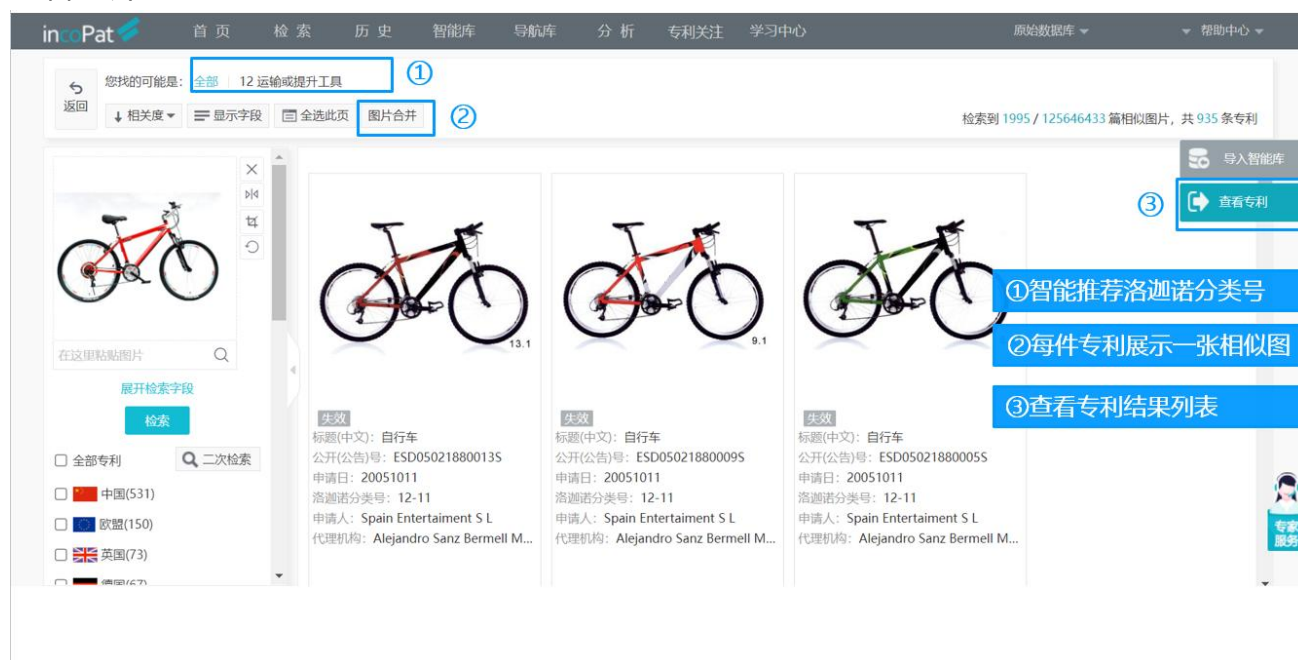 incoPat 首页 检索 历史 智能库 导航库 分析 专利关注 学习中心 原始数据库 帮助中心
返回
您找的可能是: 全部 | 12 运输或提升工具 ①
相关度 显示字段 全选此页 图片合并 ②
检索到 1995 / 125646433 篇相似图片，共 935 条专利
导入智能库
③ 查看专利
13.1
9.1
①智能推荐洛迦诺分类号
②每件专利展示一张相似图
③查看专利结果列表
在这里粘贴图片
展开检索字段
检索
全部专利 二次检索
中国(531)
欧盟(150)
英国(73)
德国(67)
失效
标题(中文): 自行车
公开(公告)号: ESD05021880013S
申请日: 20051011
洛迦诺分类号: 12-11
申请人: Spain Entertaiment S L
代理机构: Alejandro Sanz Bermell M...
失效
标题(中文): 自行车
公开(公告)号: ESD05021880009S
申请日: 20051011
洛迦诺分类号: 12-11
申请人: Spain Entertaiment S L
代理机构: Alejandro Sanz Bermell M...
失效
标题(中文): 自行车
公开(公告)号: ESD05021880005S
申请日: 20051011
洛迦诺分类号: 12-11
申请人: Spain Entertaiment S L
代理机构: Alejandro Sanz Bermell M...
专家
服务